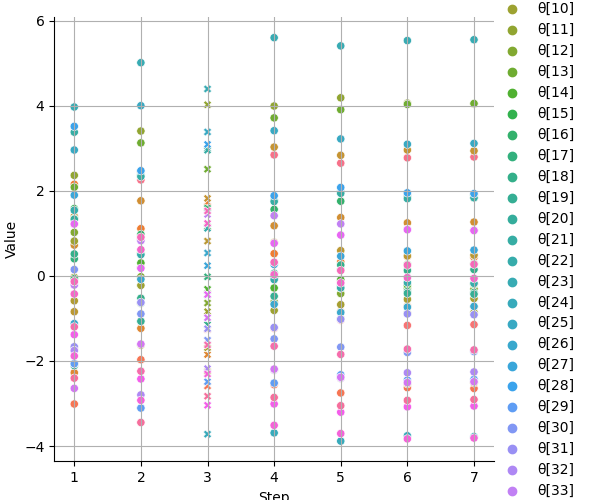 6
4
2
0
−2
−4
Value
1
2
3
4
5
6
7
Step
θ[10]
θ[11]
θ[12]
θ[13]
θ[14]
θ[15]
θ[16]
θ[17]
θ[18]
θ[19]
θ[20]
θ[21]
θ[22]
θ[23]
θ[24]
θ[25]
θ[26]
θ[27]
θ[28]
θ[29]
θ[30]
θ[31]
θ[32]
θ[33]